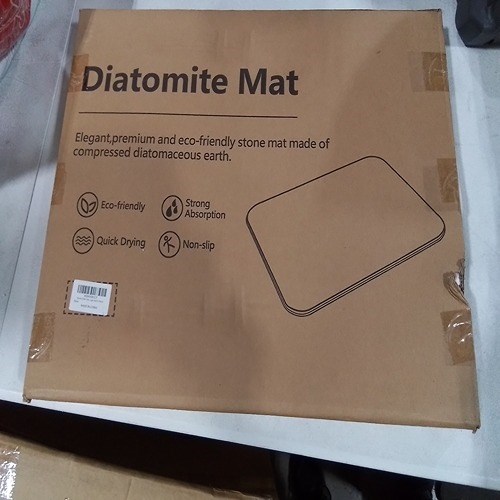 Diatomite Mat
Elegant,premium and eco-friendly stone mat made of
compressed diatomaceous earth.
Eco-friendly
Strong
Absorption
Quick Drying
Non-slip